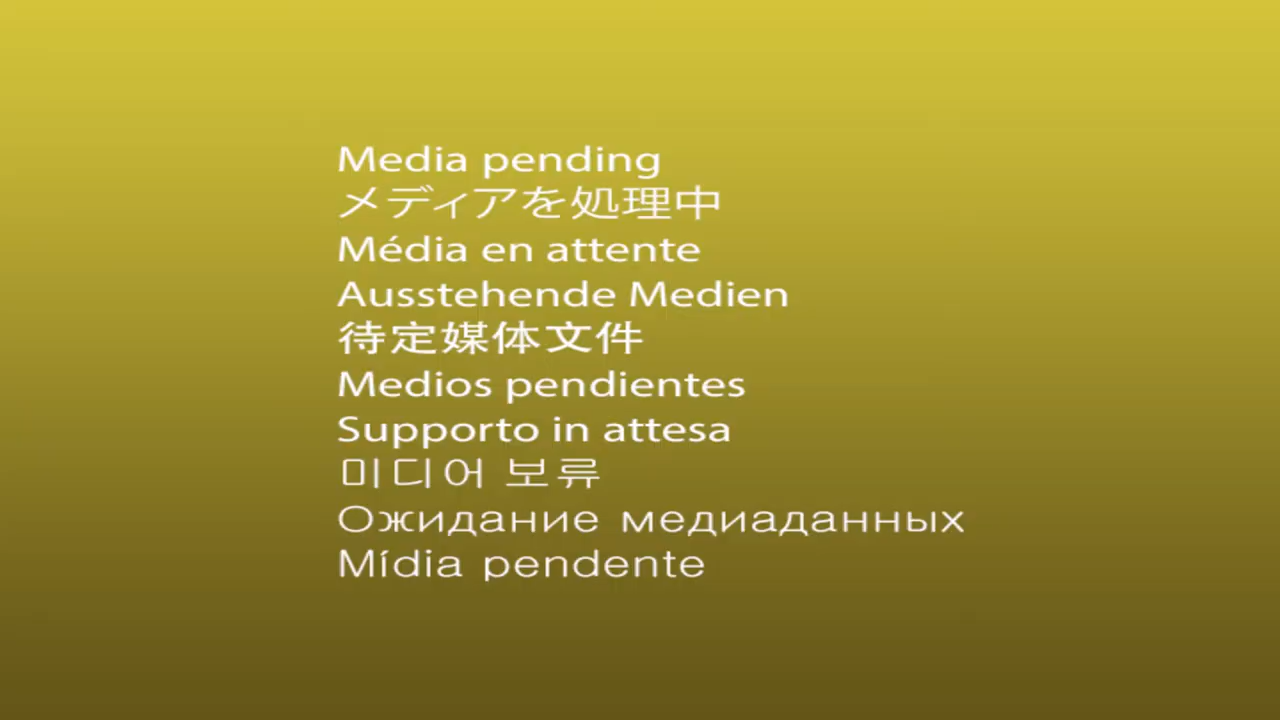 Media pending
メディアを処理中
Média en attente
Ausstehende Medien
待定媒体文件
Medios pendientes
Supporto in attesa
미디어 보류
Ожидание медиаданных
Mídia pendente